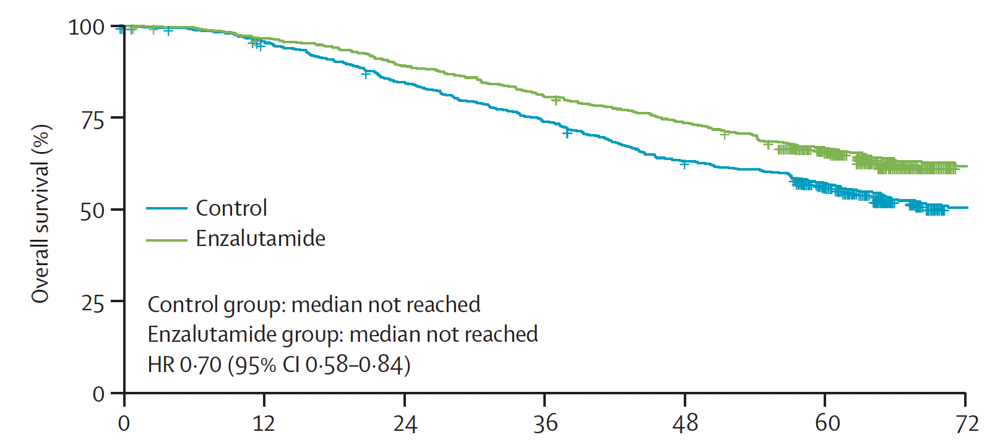 100
75
50
25
0
Overall survival (%)
Control
Enzalutamide
Control group: median not reached
Enzalutamide group: median not reached
HR 0·70 (95% CI 0·58–0·84)
0 12 24 36 48 60 72